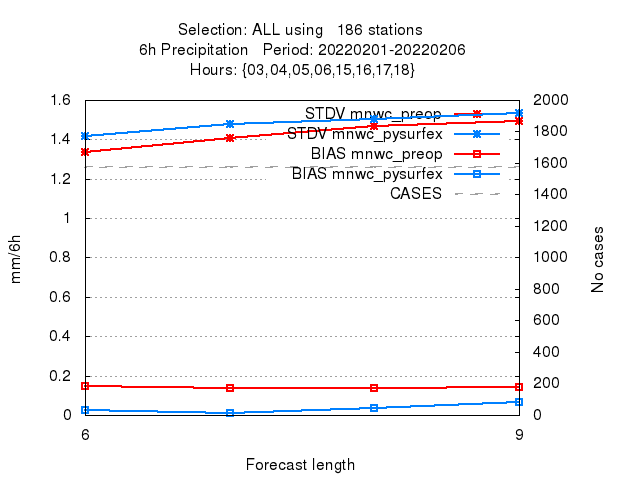 Selection: ALL using   186 stations
6h Precipitation   Period: 20220201-20220206
Hours: {03,04,05,06,15,16,17,18}
1.6
1.4
1.2
1
0.8
0.6
0.4
0.2
0
mm/6h
STDV mnwc_preop
STDV mnwc_pysurfex
BIAS mnwc_preop
BIAS mnwc_pysurfex
CASES
2000
1800
1600
1400
1200
1000
800
600
400
200
0
No cases
6
9
Forecast length